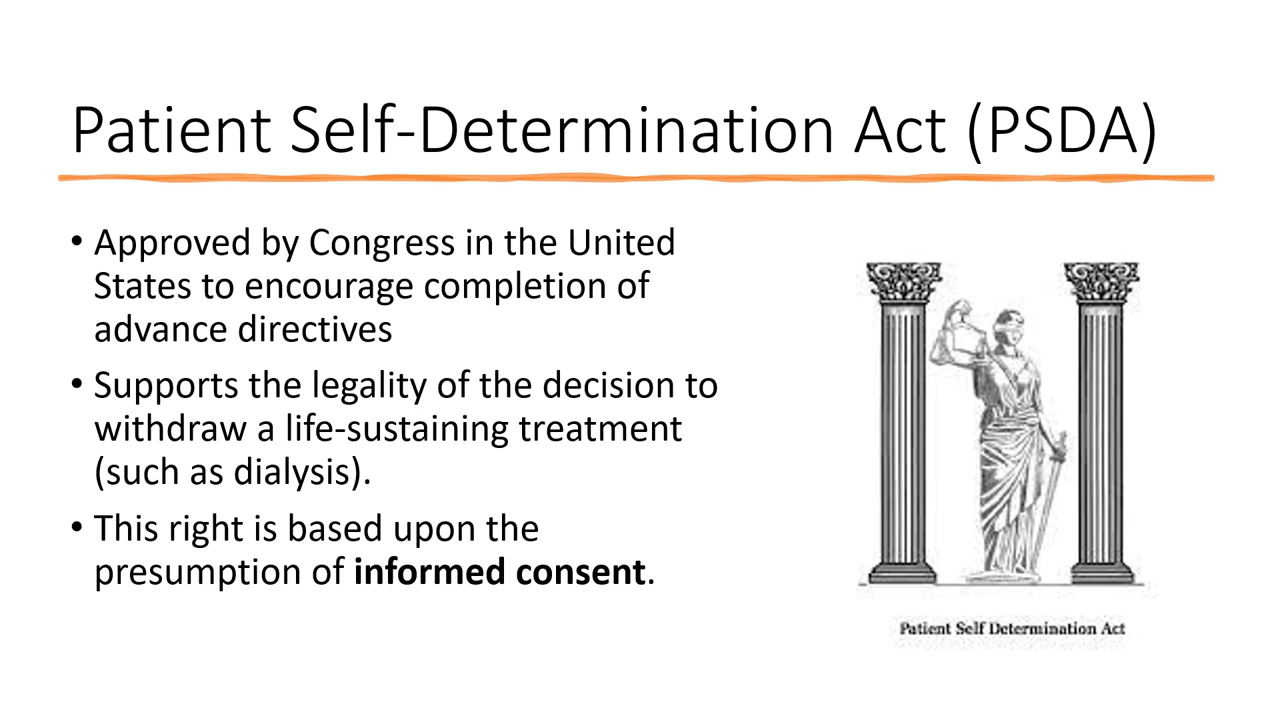 Patient Self-Determination Act (PSDA)
• Approved by Congress in the United
States to encourage completion of
advance directives
• Supports the legality of the decision to
withdraw a life-sustaining treatment
(such as dialysis).
• This right is based upon the
presumption of informed consent.
Patient Self Determination Act